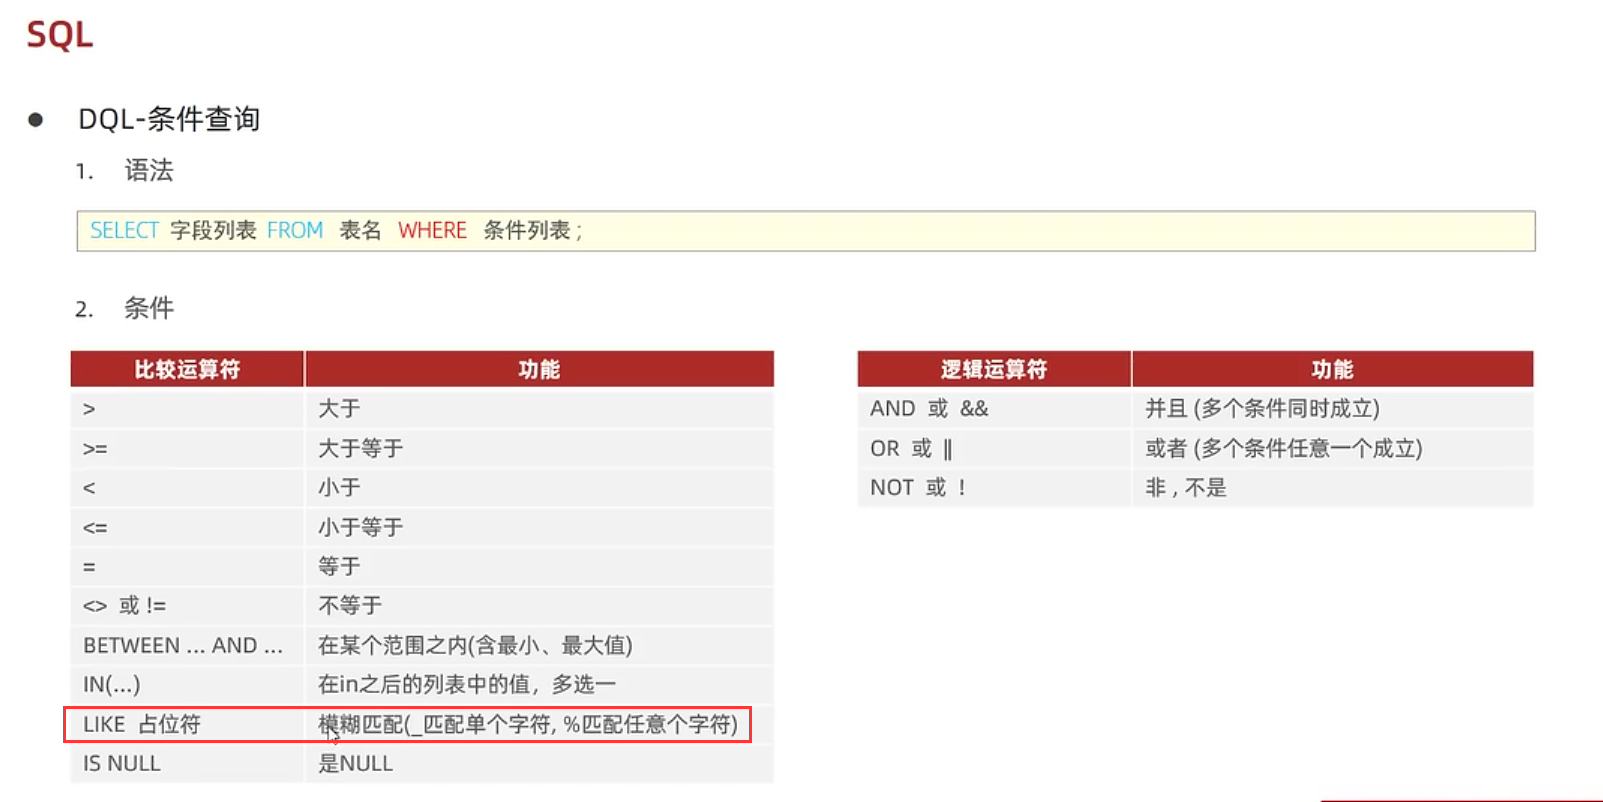 SQL
● DQL-条件查询
1. 语法
SELECT 字段列表 FROM 表名 WHERE 条件列表 ;
2. 条件
比较运算符 功能
> 大于
>= 大于等于
< 小于
<= 小于等于
= 等于
<> 或 != 不等于
BETWEEN ... AND ... 在某个范围之内(含最小、最大值)
IN(...) 在in之后的列表中的值，多选一
LIKE 占位符 模糊匹配(_匹配单个字符, %匹配任意个字符)
IS NULL 是NULL
逻辑运算符 功能
AND 或 && 并且 (多个条件同时成立)
OR 或 || 或者 (多个条件任意一个成立)
NOT 或 ! 非 , 不是